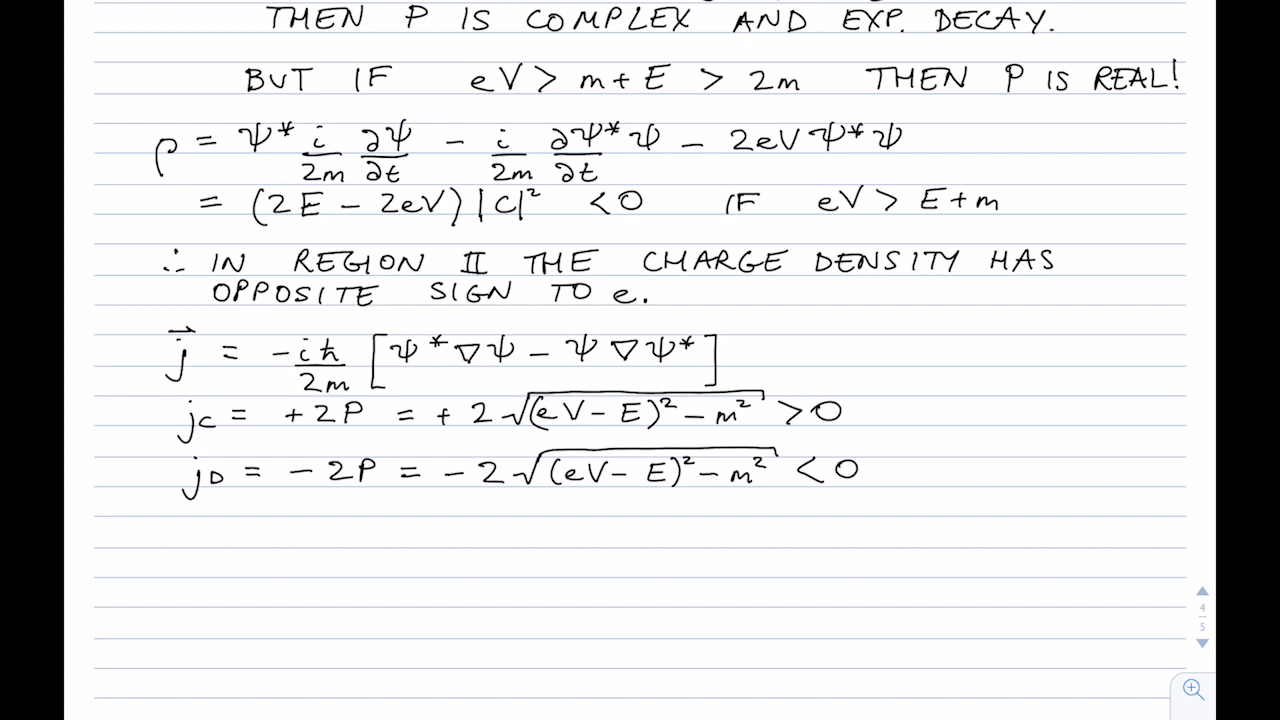 THEN P IS COMPLEX AND EXP. DECAY.
BUT IF eV > m + E > 2m THEN P IS REAL!
ρ = ψ* i/2m ∂ψ/∂t − i/2m ∂ψ*/∂t ψ − 2eV ψ*ψ
= (2E − 2eV) |C|² < 0 IF eV > E + m
∴ IN REGION II THE CHARGE DENSITY HAS
OPPOSITE SIGN TO e.
j⃗ = −iħ/2m [ψ*∇ψ − ψ∇ψ*]
jC = +2P = +2√((eV − E)² − m²) > 0
jD = −2P = −2√((eV − E)² − m²) < 0
4
5